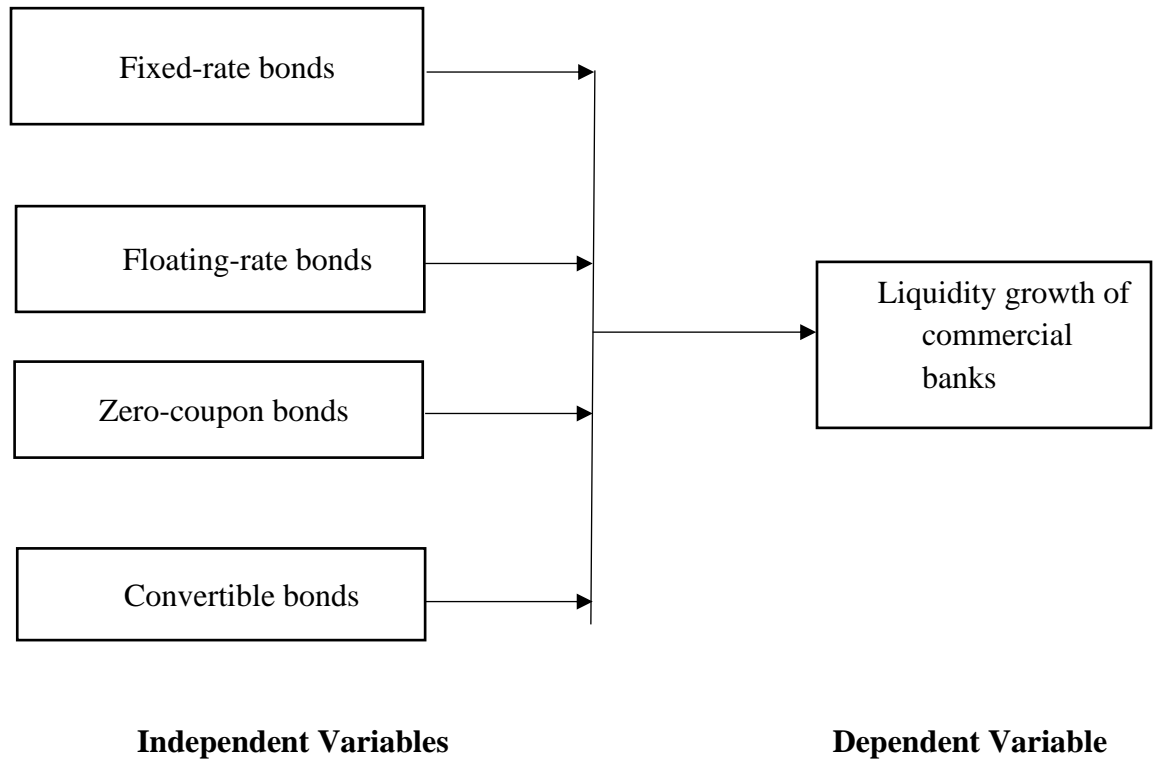 Fixed-rate bonds
Floating-rate bonds
Zero-coupon bonds
Convertible bonds
Liquidity growth of
commercial
banks
Independent Variables
Dependent Variable